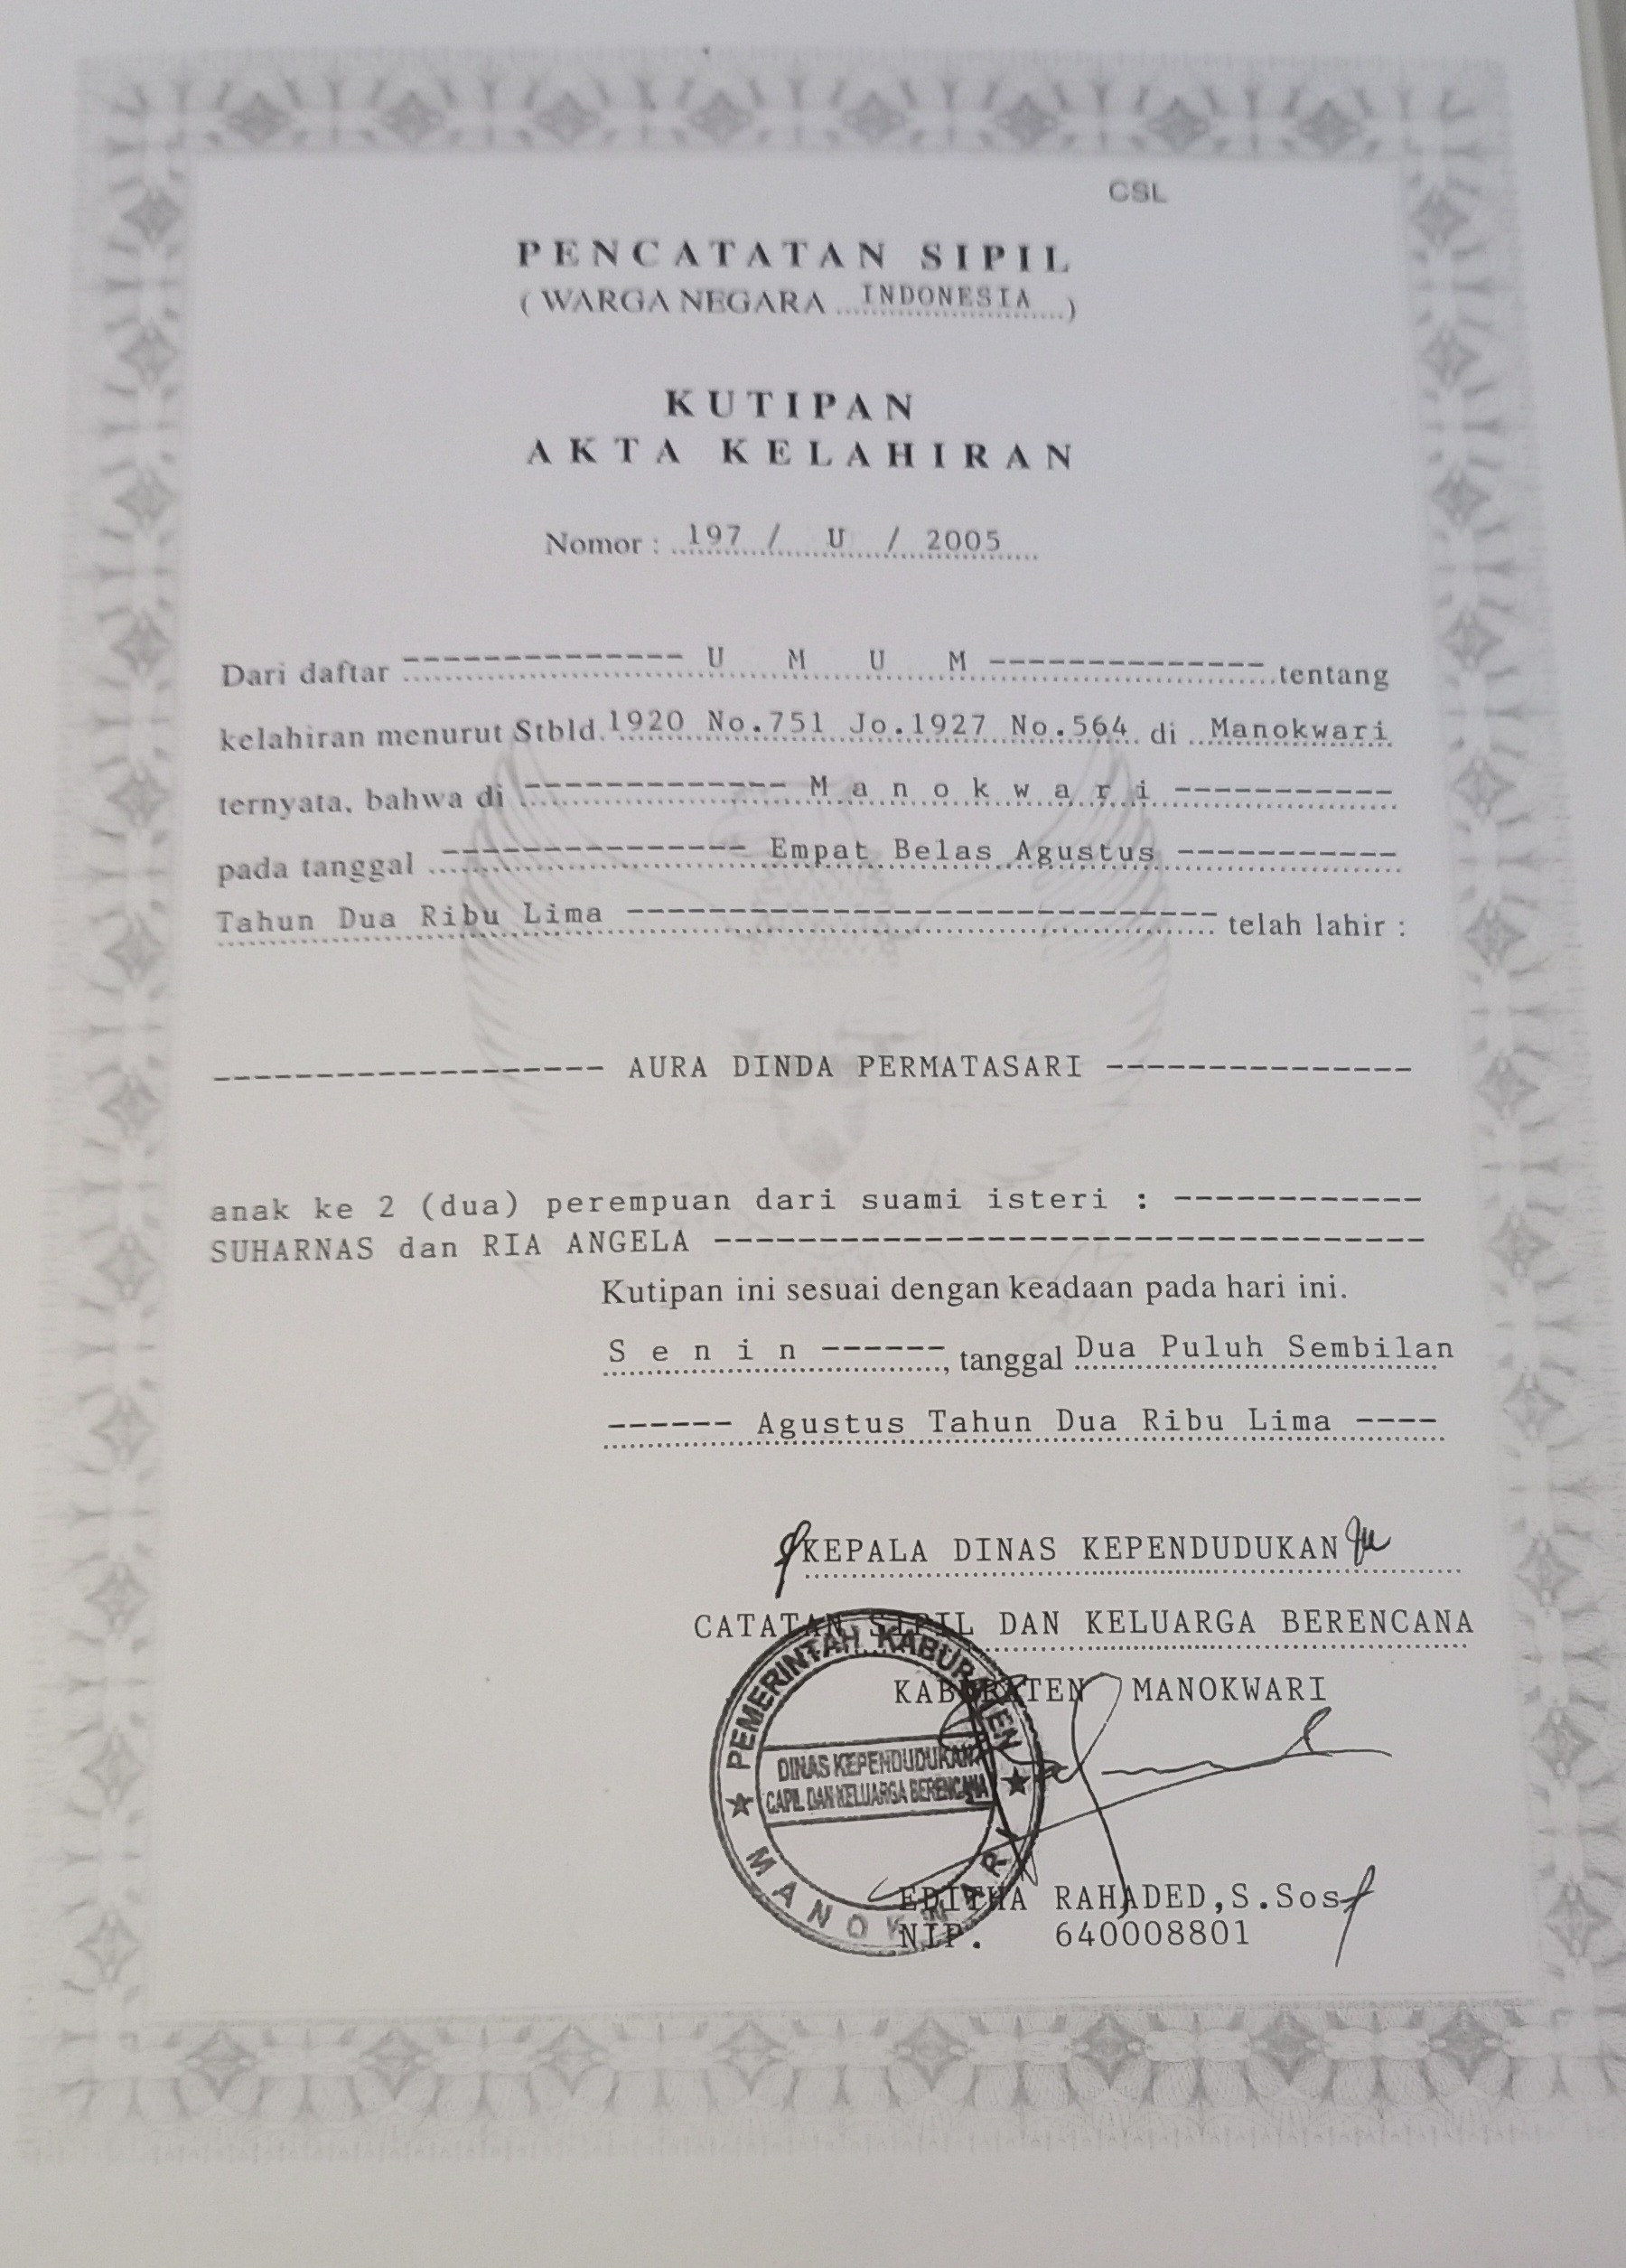 CSL
PENCATATAN SIPIL
( WARGA NEGARA INDONESIA )
KUTIPAN
AKTA KELAHIRAN
Nomor : 197 / U / 2005
Dari daftar -------------- U M U M -------------- tentang
kelahiran menurut Stbld. 1920 No.751 Jo.1927 No.564 di Manokwari
ternyata, bahwa di ------------- M a n o k w a r i -----------
pada tanggal --------------- Empat Belas Agustus -----------
Tahun Dua Ribu Lima ----------------------------- telah lahir :
------------------- AURA DINDA PERMATASARI ---------------
anak ke 2 (dua) perempuan dari suami isteri : ------------
SUHARNAS dan RIA ANGELA -----------------------------------
Kutipan ini sesuai dengan keadaan pada hari ini.
S e n i n ------, tanggal Dua Puluh Sembilan
------ Agustus Tahun Dua Ribu Lima ----
KEPALA DINAS KEPENDUDUKAN
CATATAN SIPIL DAN KELUARGA BERENCANA
KABUPATEN MANOKWARI
PEMERINTAH KABUPATEN
DINAS KEPENDUDUKAN
CAPIL DAN KELUARGA BERENCANA
MANOKWARI
EDITHA RAHADED,S.Sos
NIP. 640008801